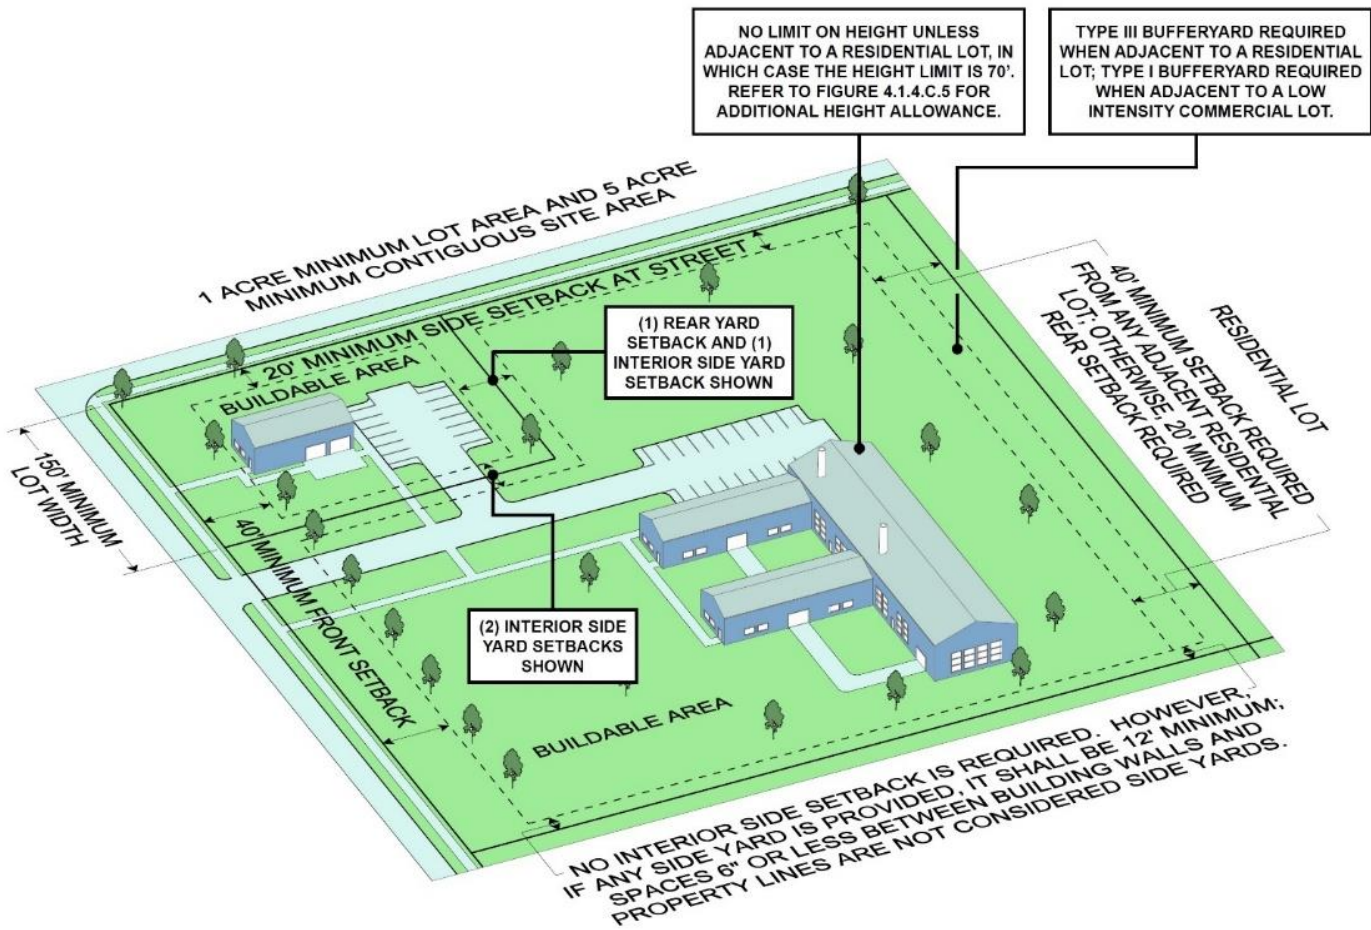 NO LIMIT ON HEIGHT UNLESS
ADJACENT TO A RESIDENTIAL LOT, IN
WHICH CASE THE HEIGHT LIMIT IS 70'.
REFER TO FIGURE 4.1.4.C.5 FOR
ADDITIONAL HEIGHT ALLOWANCE.
TYPE III BUFFERYARD REQUIRED
WHEN ADJACENT TO A RESIDENTIAL
LOT; TYPE I BUFFERYARD REQUIRED
WHEN ADJACENT TO A LOW
INTENSITY COMMERCIAL LOT.
1 ACRE MINIMUM LOT AREA AND 5 ACRE
MINIMUM CONTIGUOUS SITE AREA
20' MINIMUM SIDE SETBACK AT STREET
BUILDABLE AREA
(1) REAR YARD
SETBACK AND (1)
INTERIOR SIDE YARD
SETBACK SHOWN
RESIDENTIAL LOT
40' MINIMUM SETBACK REQUIRED
FROM ANY ADJACENT RESIDENTIAL
LOT; OTHERWISE, 20' MINIMUM
REAR SETBACK REQUIRED
150' MINIMUM
LOT WIDTH
40" MINIMUM FRONT SETBACK
(2) INTERIOR SIDE
YARD SETBACKS
SHOWN
BUILDABLE AREA
NO INTERIOR SIDE SETBACK IS REQUIRED. HOWEVER,
IF ANY SIDE YARD IS PROVIDED, IT SHALL BE 12' MINIMUM;
SPACES 6" OR LESS BETWEEN BUILDING WALLS AND
PROPERTY LINES ARE NOT CONSIDERED SIDE YARDS.